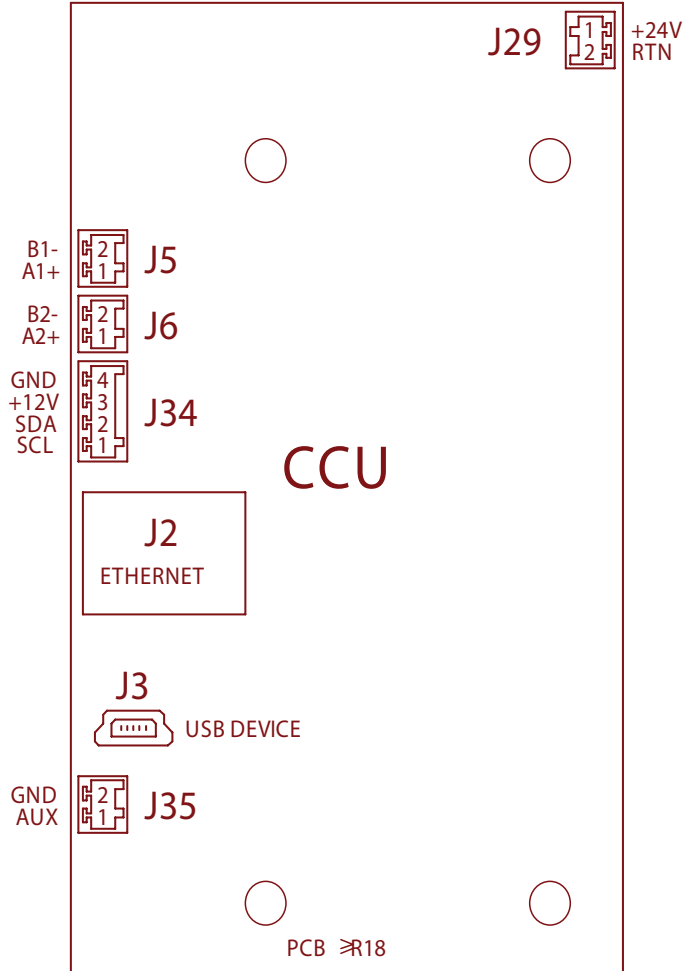 J29
1 +24V
2 RTN
B1- 2
A1+ 1
J5
B2- 2
A2+ 1
J6
GND 4
+12V 3
SDA 2
SCL 1
J34
CCU
J2
ETHERNET
J3
USB DEVICE
GND 2
AUX 1
J35
PCB ≥R18